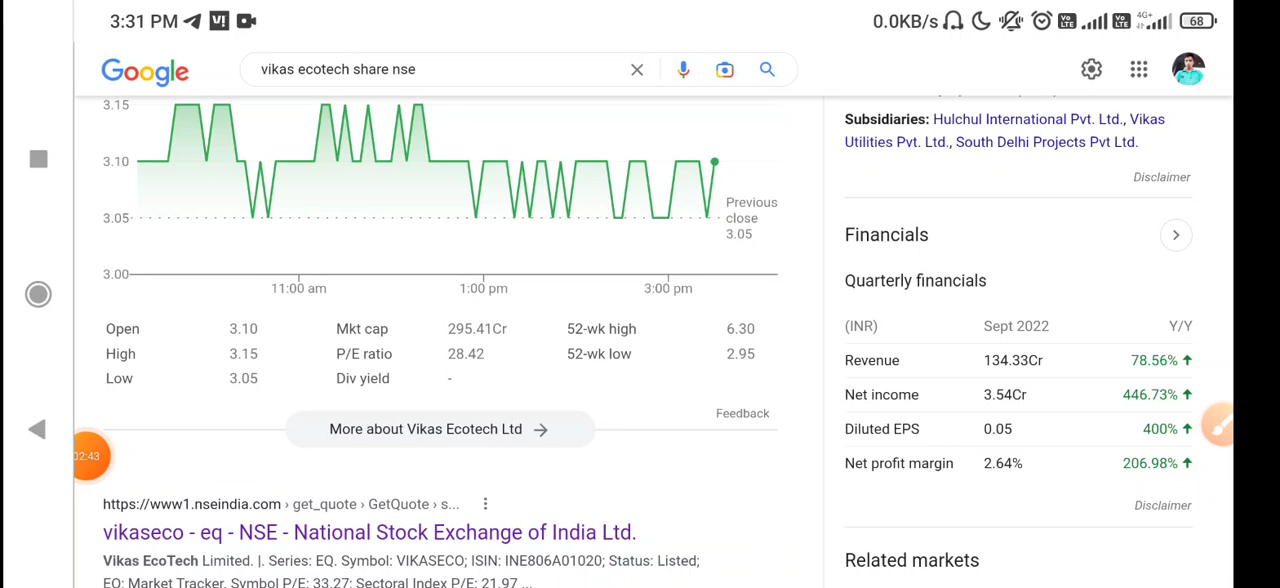 3:31 PM
0.0KB/s
Vo LTE
Vo LTE
4G+
68
Google
vikas ecotech share nse
3.15
3.10
3.05
3.00
Previous
close
3.05
11:00 am
1:00 pm
3:00 pm
Open 3.10 Mkt cap 295.41Cr 52-wk high 6.30
High 3.15 P/E ratio 28.42 52-wk low 2.95
Low 3.05 Div yield -
Feedback
More about Vikas Ecotech Ltd
02:43
https://www1.nseindia.com › get_quote › GetQuote › s...
vikaseco - eq - NSE - National Stock Exchange of India Ltd.
Vikas EcoTech Limited. |. Series: EQ. Symbol: VIKASECO; ISIN: INE806A01020; Status: Listed;
EQ: Market Tracker. Symbol P/E: 33.27; Sectoral Index P/E: 21.97 ...
Subsidiaries: Hulchul International Pvt. Ltd., Vikas
Utilities Pvt. Ltd., South Delhi Projects Pvt Ltd.
Disclaimer
Financials
Quarterly financials
(INR) Sept 2022 Y/Y
Revenue 134.33Cr 78.56%
Net income 3.54Cr 446.73%
Diluted EPS 0.05 400%
Net profit margin 2.64% 206.98%
Disclaimer
Related markets